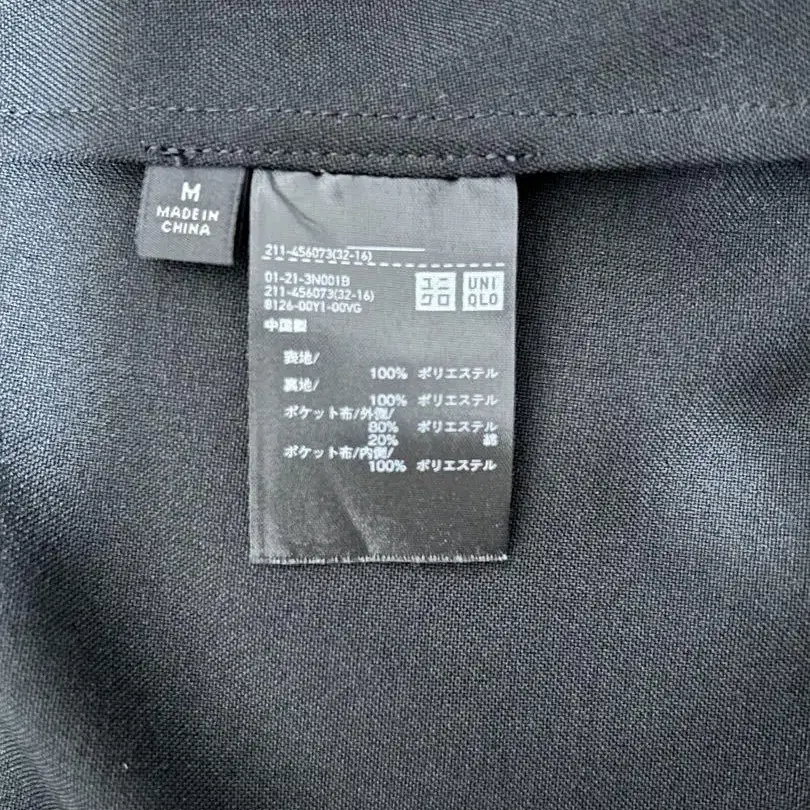 M
MADE IN
CHINA
211-456073(32-16)
01-21-3N001B
211-456073(32-16)
8126-00Y1-00VG
ユニ
クロ
UNI
QLO
中国製
表地/
100% ポリエステル
裏地/
100% ポリエステル
ポケット布/外側/
80% ポリエステル
20% 綿
ポケット布/内側/
100% ポリエステル